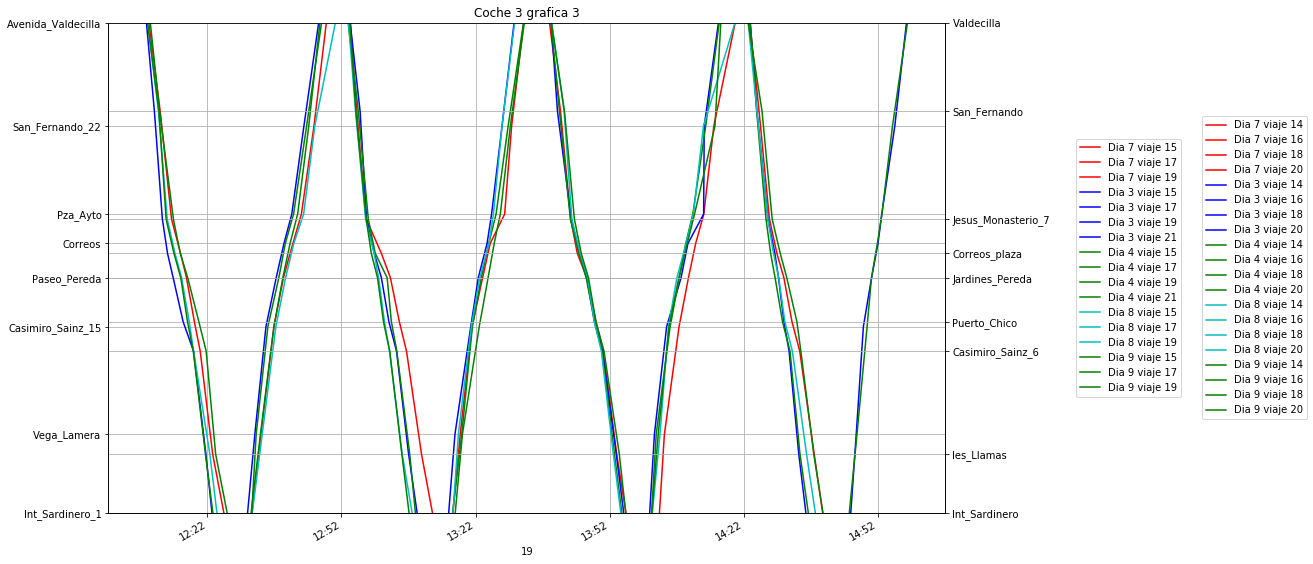 Coche 3 grafica 3
Avenida_Valdecilla
San_Fernando_22
Pza_Ayto
Correos
Paseo_Pereda
Casimiro_Sainz_15
Vega_Lamera
Int_Sardinero_1
Valdecilla
San_Fernando
Jesus_Monasterio_7
Correos_plaza
Jardines_Pereda
Puerto_Chico
Casimiro_Sainz_6
Ies_Llamas
Int_Sardinero
12:22
12:52
13:22
13:52
14:22
14:52
19
Dia 7 viaje 15
Dia 7 viaje 17
Dia 7 viaje 19
Dia 3 viaje 15
Dia 3 viaje 17
Dia 3 viaje 19
Dia 3 viaje 21
Dia 4 viaje 15
Dia 4 viaje 17
Dia 4 viaje 19
Dia 4 viaje 21
Dia 8 viaje 15
Dia 8 viaje 17
Dia 8 viaje 19
Dia 9 viaje 15
Dia 9 viaje 17
Dia 9 viaje 19
Dia 7 viaje 14
Dia 7 viaje 16
Dia 7 viaje 18
Dia 7 viaje 20
Dia 3 viaje 14
Dia 3 viaje 16
Dia 3 viaje 18
Dia 3 viaje 20
Dia 4 viaje 14
Dia 4 viaje 16
Dia 4 viaje 18
Dia 4 viaje 20
Dia 8 viaje 14
Dia 8 viaje 16
Dia 8 viaje 18
Dia 8 viaje 20
Dia 9 viaje 14
Dia 9 viaje 16
Dia 9 viaje 18
Dia 9 viaje 20